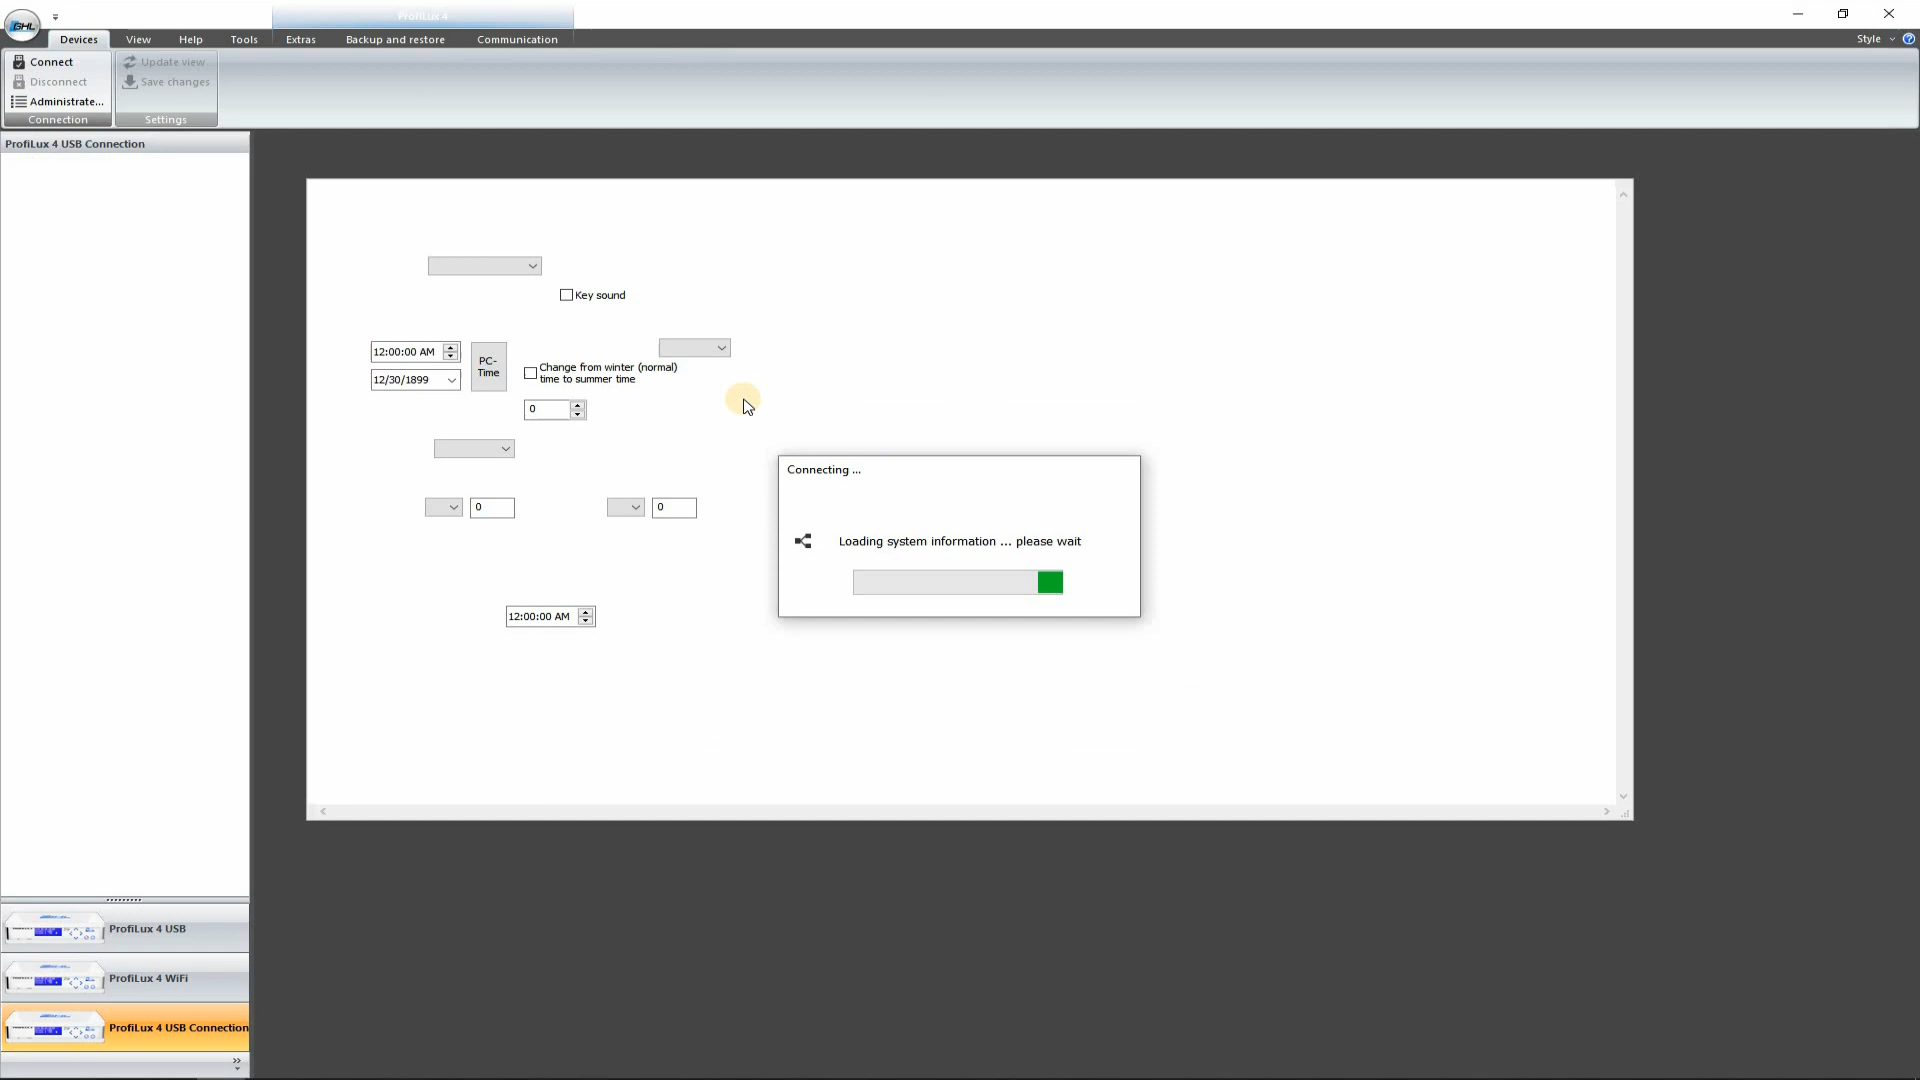 ProfiLux 4
GHL
Devices View Help Tools Extras Backup and restore Communication Style
Connect
Disconnect
Administrate...
Connection
Update view
Save changes
Settings
ProfiLux 4 USB Connection
Key sound
12:00:00 AM
12/30/1899
PC-
Time
Change from winter (normal)
time to summer time
0
0
0
12:00:00 AM
Connecting ...
Loading system information ... please wait
ProfiLux 4 USB
ProfiLux 4 WiFi
ProfiLux 4 USB Connection